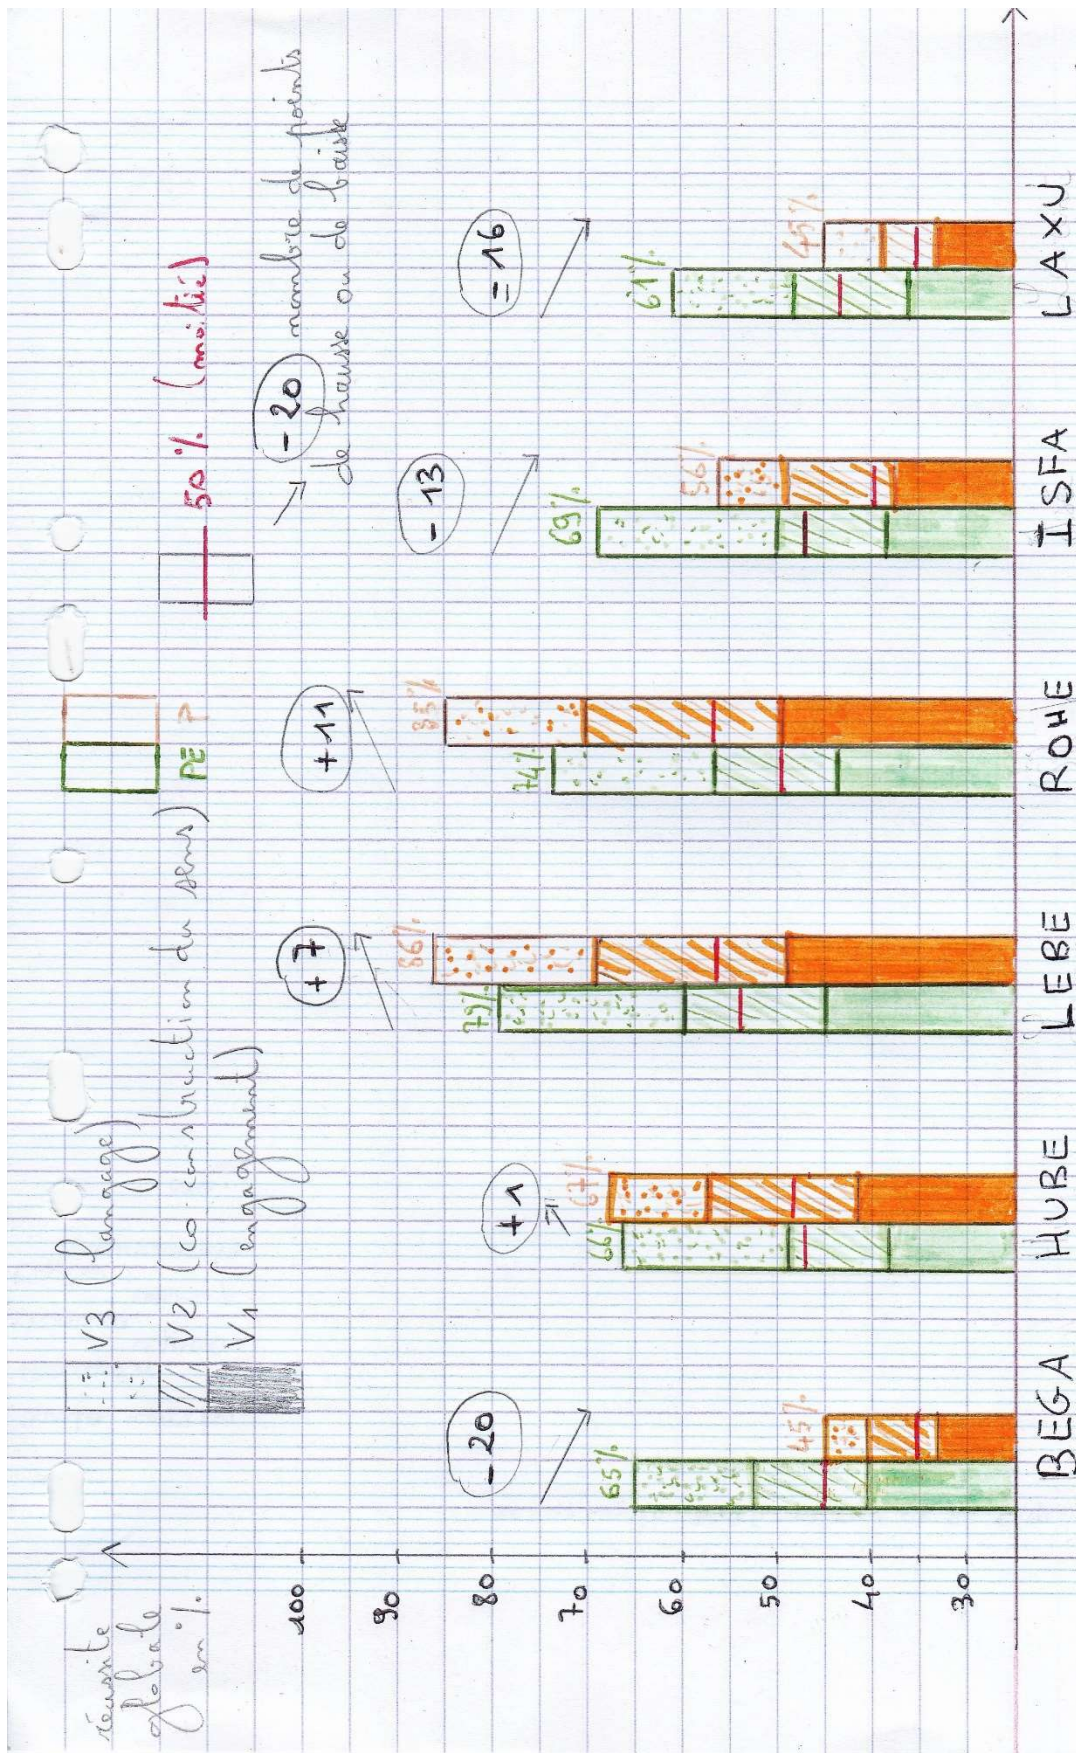 réussite
globale
en %
V3 (langage)
V2 (co-construction du sens)
V1 (engagement)
PE P
50% (moitié)
-20 nombre de points
de hausse ou de baisse
100
90
80
70
60
50
40
30
-20
65%
45%
BEGA
+1
66%
67%
HUBE
+7
79%
86%
LEBE
+11
74%
85%
ROHE
-13
69%
56%
ISFA
=16
61%
45%
LAXU